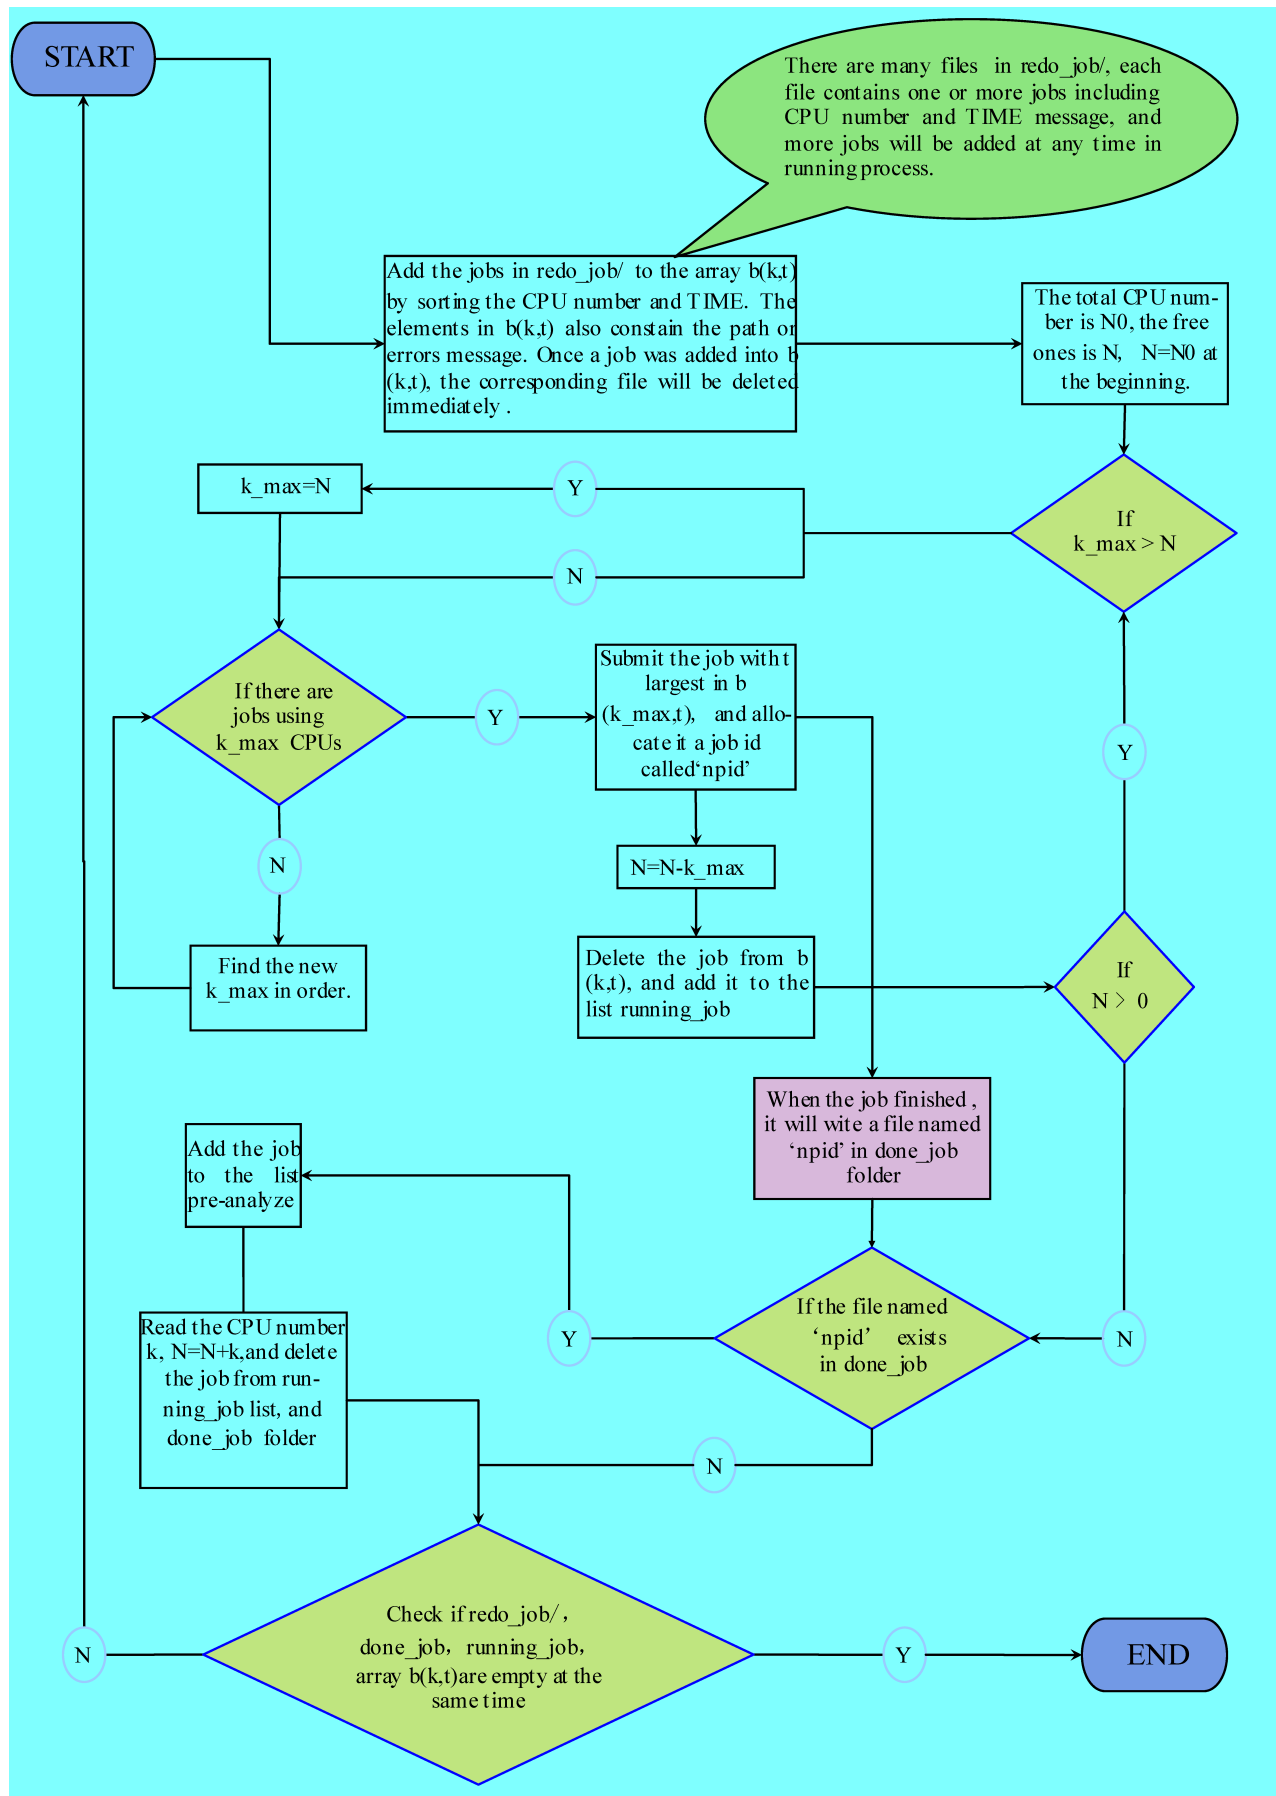 START
There are many files in redo_job/, each
file contains one or more jobs including
CPU number and TIME message, and
more jobs will be added at any time in
running process.
Add the jobs in redo_job/ to the array b(k,t)
by sorting the CPU number and TIME. The
elements in b(k,t) also constain the path or
errors message. Once a job was added into b
(k,t), the corresponding file will be deleted
immediately .
The total CPU num-
ber is N0, the free
ones is N, N=N0 at
the beginning.
k_max=N
Y
If
k_max > N
N
If there are
jobs using
k_max CPUs
Y
Submit the job with t
largest in b
(k_max,t), and allo-
cate it a job id
called‘npid’
Y
N
N=N-k_max
Find the new
k_max in order.
Delete the job from b
(k,t), and add it to the
list running_job
If
N > 0
When the job finished ,
it will wite a file named
‘npid’ in done_job
folder
Add the job
to the list
pre-analyze
If the file named
‘npid’ exists
in done_job
Y
N
Read the CPU number
k, N=N+k,and delete
the job from run-
ning_job list, and
done_job folder
N
Check if redo_job/,
done_job, running_job,
array b(k,t)are empty at the
same time
N
Y
END